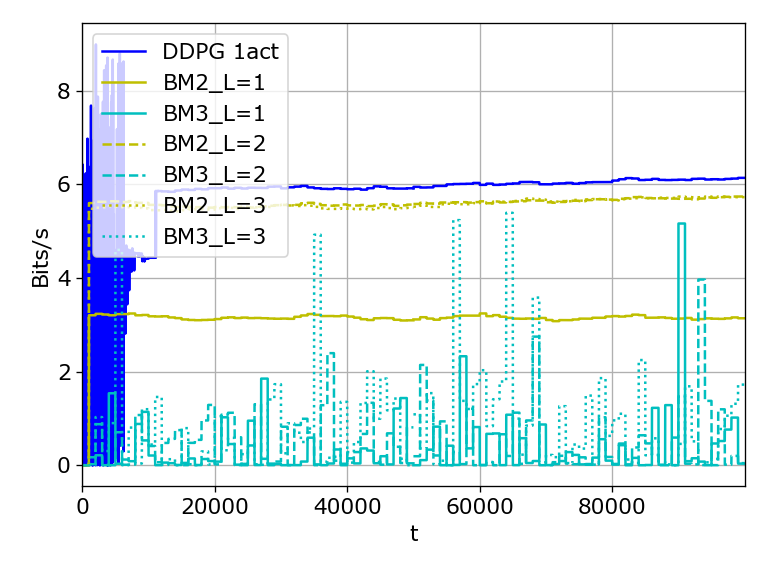 DDPG 1act
BM2_L=1
BM3_L=1
BM2_L=2
BM3_L=2
BM2_L=3
BM3_L=3
8
6
4
2
0
Bits/s
0 20000 40000 60000 80000
t